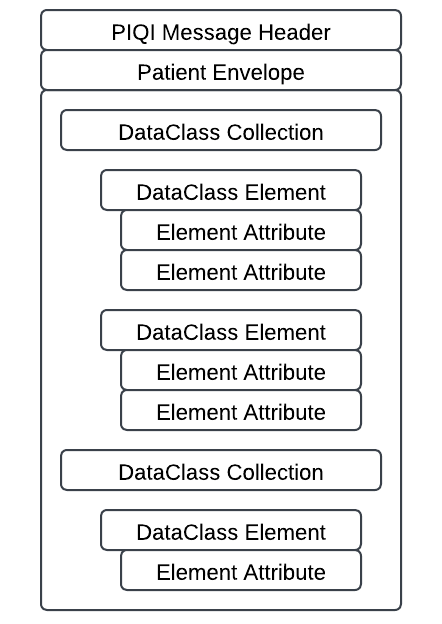 PIQI Message Header
Patient Envelope
DataClass Collection
DataClass Element
Element Attribute
Element Attribute
DataClass Element
Element Attribute
Element Attribute
DataClass Collection
DataClass Element
Element Attribute